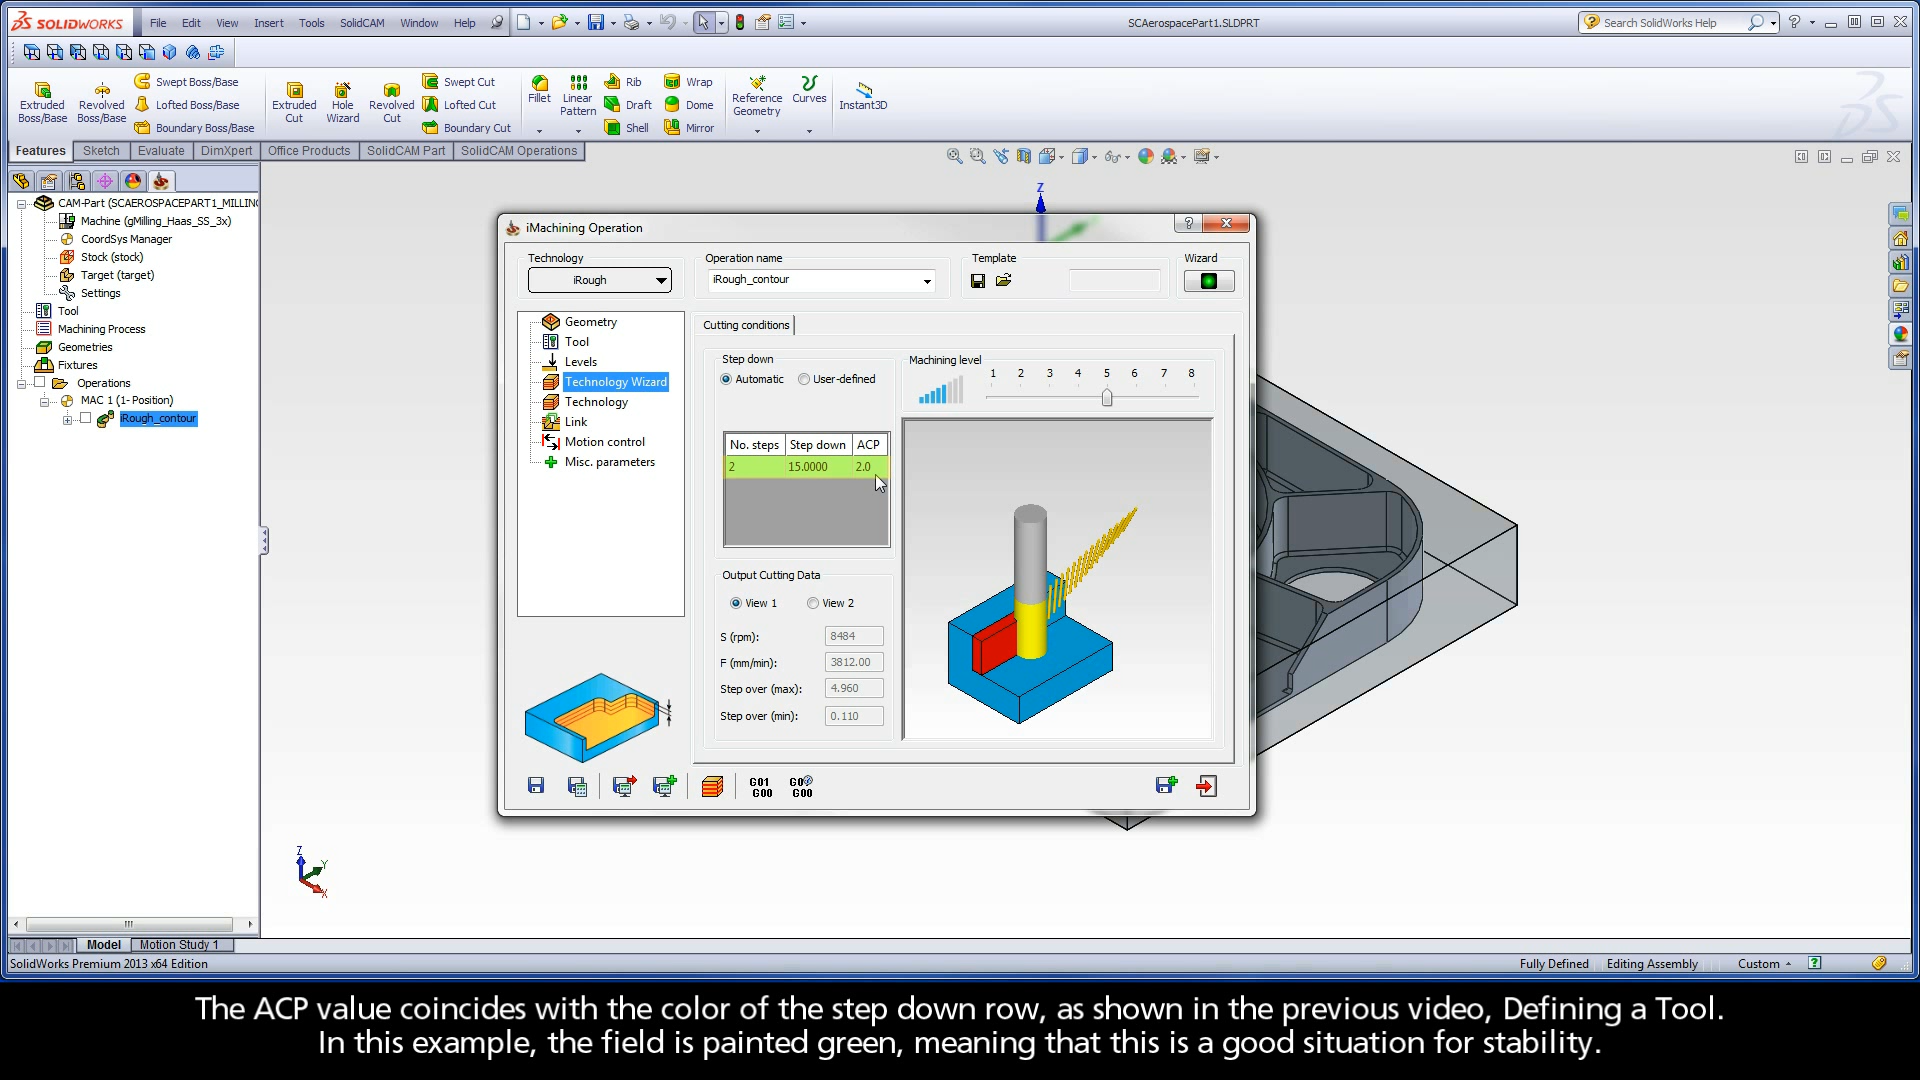 SOLIDWORKS
File Edit View Insert Tools SolidCAM Window Help
SCAerospacePart1.SLDPRT
Search SolidWorks Help
Extruded Boss/Base
Revolved Boss/Base
Swept Boss/Base
Lofted Boss/Base
Boundary Boss/Base
Extruded Cut
Hole Wizard
Revolved Cut
Swept Cut
Lofted Cut
Boundary Cut
Fillet
Linear Pattern
Rib
Draft
Shell
Wrap
Dome
Mirror
Reference Geometry
Curves
Instant3D
Features Sketch Evaluate DimXpert Office Products SolidCAM Part SolidCAM Operations
CAM-Part (SCAEROSPACEPART1_MILLING
Machine (gMilling_Haas_SS_3x)
CoordSys Manager
Stock (stock)
Target (target)
Settings
Tool
Machining Process
Geometries
Fixtures
Operations
MAC 1 (1- Position)
iRough_contour
Z
iMachining Operation
Technology
iRough
Operation name
iRough_contour
Template
Wizard
Geometry
Tool
Levels
Technology Wizard
Technology
Link
Motion control
Misc. parameters
Cutting conditions
Step down
Automatic User-defined
Machining level
1 2 3 4 5 6 7 8
No. steps Step down ACP
2 15.0000 2.0
Output Cutting Data
View 1 View 2
S (rpm): 8484
F (mm/min): 3812.00
Step over (max): 4.960
Step over (min): 0.110
G01 G00
G00
Z
Y
X
Model Motion Study 1
SolidWorks Premium 2013 x64 Edition
Fully Defined Editing Assembly Custom
The ACP value coincides with the color of the step down row, as shown in the previous video, Defining a Tool.
In this example, the field is painted green, meaning that this is a good situation for stability.